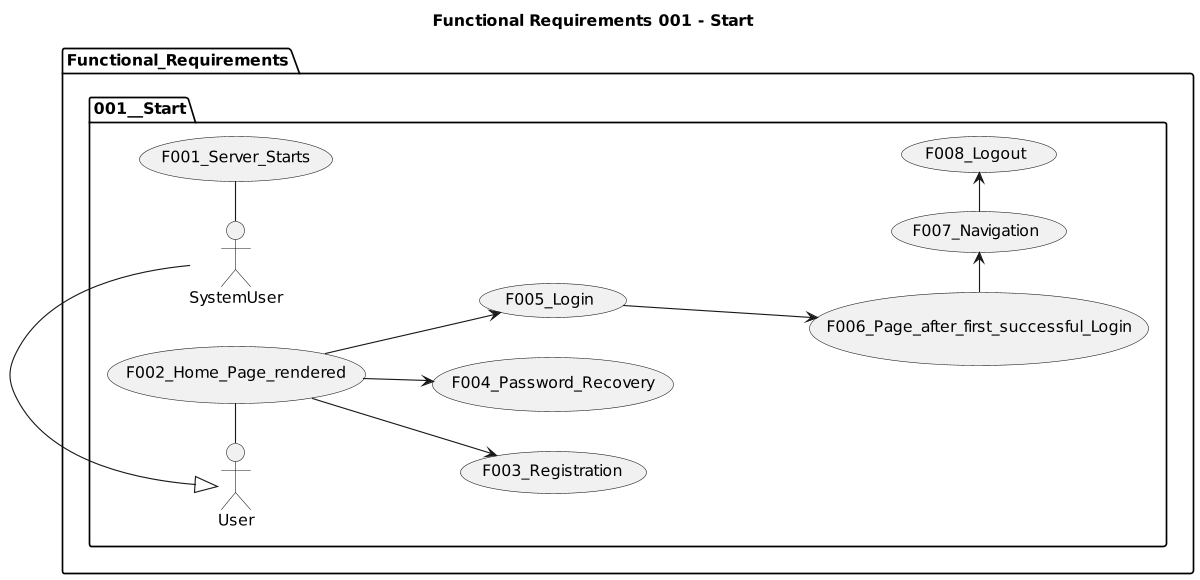 Functional Requirements 001 - Start
Functional_Requirements
001__Start
F001_Server_Starts
F008_Logout
F007_Navigation
SystemUser
F005_Login
F006_Page_after_first_successful_Login
F002_Home_Page_rendered
F004_Password_Recovery
F003_Registration
User